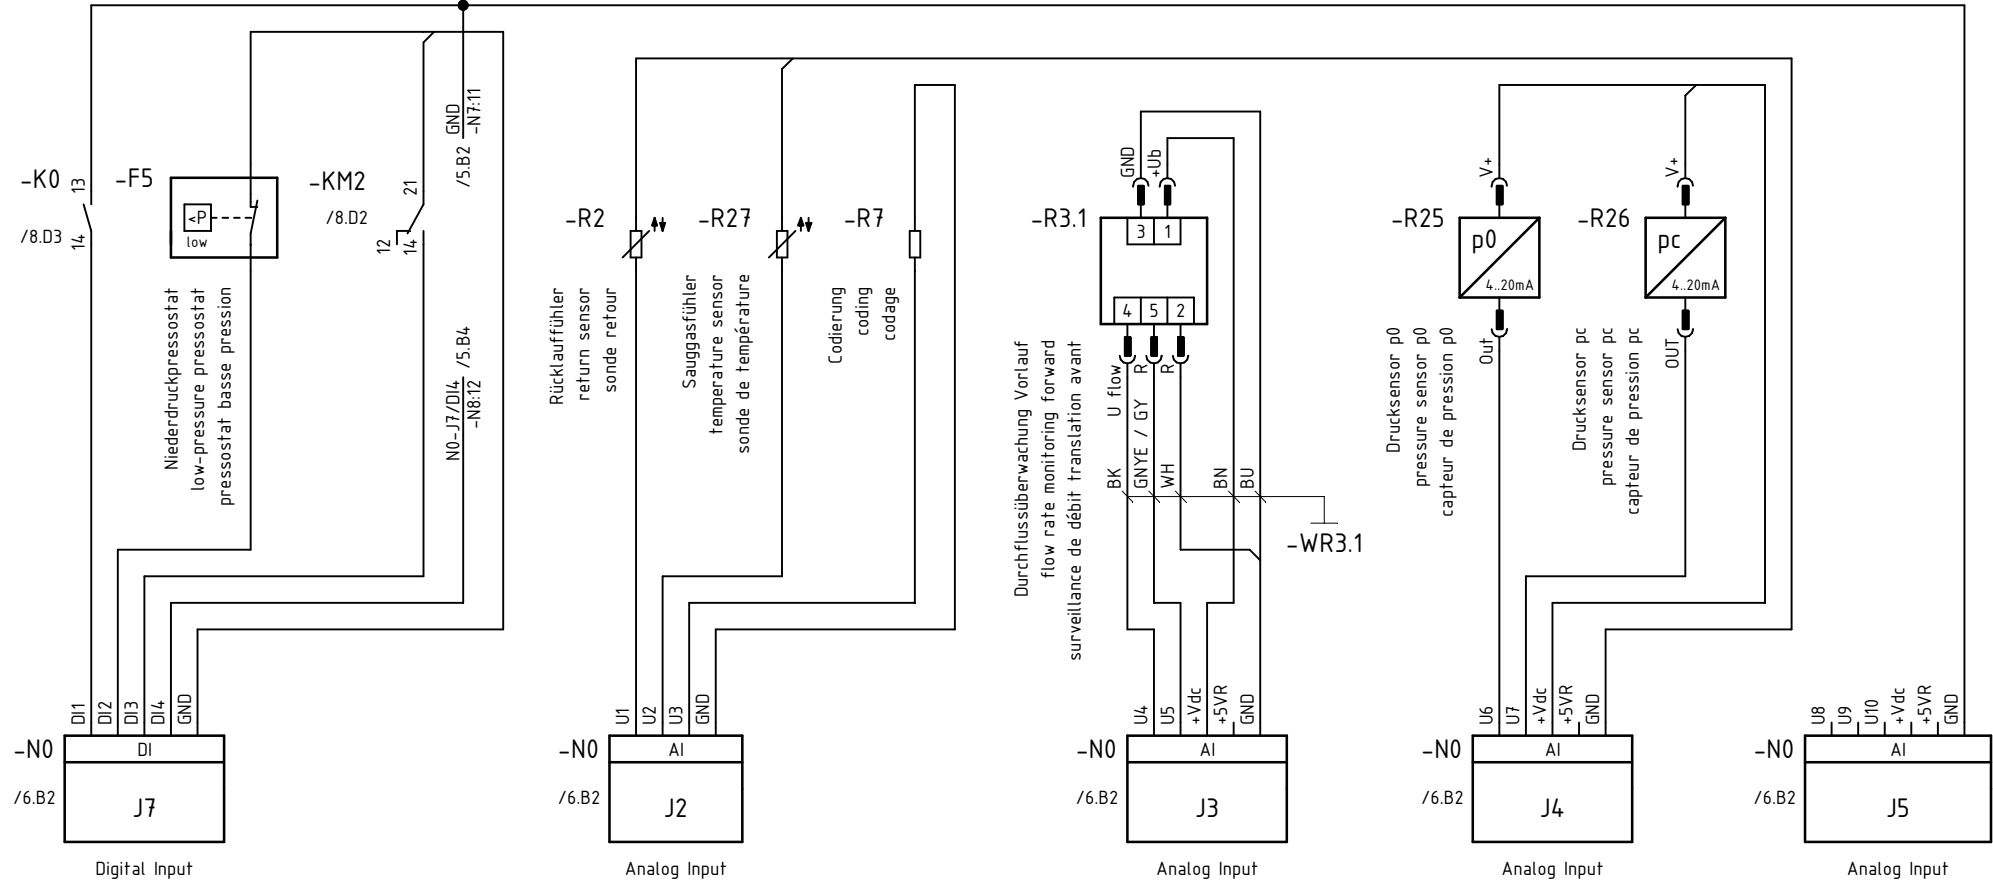 GND
-N7:11
/5.B2
-K0
13
14
/8.D3
-F5
<P
low
Niederdruckpressostat
low-pressure pressostat
pressostat basse pression
-KM2
/8.D2
21
12
14
N0-J7/DI4
-N8:12
/5.B4
-R2
Rücklauffühler
return sensor
sonde retour
-R27
Sauggasfühler
temperature sensor
sonde de température
-R7
Codierung
coding
codage
GND
+Ub
-R3.1
3
1
4
5
2
U flow
R
R
BK
GNYE / GY
WH
BN
BU
-WR3.1
Durchflussüberwachung Vorlauf
flow rate monitoring forward
surveillance de débit translation avant
V+
-R25
p0
4..20mA
Out
Drucksensor p0
pressure sensor p0
capteur de pression p0
V+
-R26
pc
4..20mA
OUT
Drucksensor pc
pressure sensor pc
capteur de pression pc
DI1
DI2
DI3
DI4
GND
-N0
DI
/6.B2
J7
Digital Input
U1
U2
U3
GND
-N0
AI
/6.B2
J2
Analog Input
U4
U5
+Vdc
+5VR
GND
-N0
AI
/6.B2
J3
Analog Input
U6
U7
+Vdc
+5VR
GND
-N0
AI
/6.B2
J4
Analog Input
U8
U9
U10
+Vdc
+5VR
GND
-N0
AI
/6.B2
J5
Analog Input